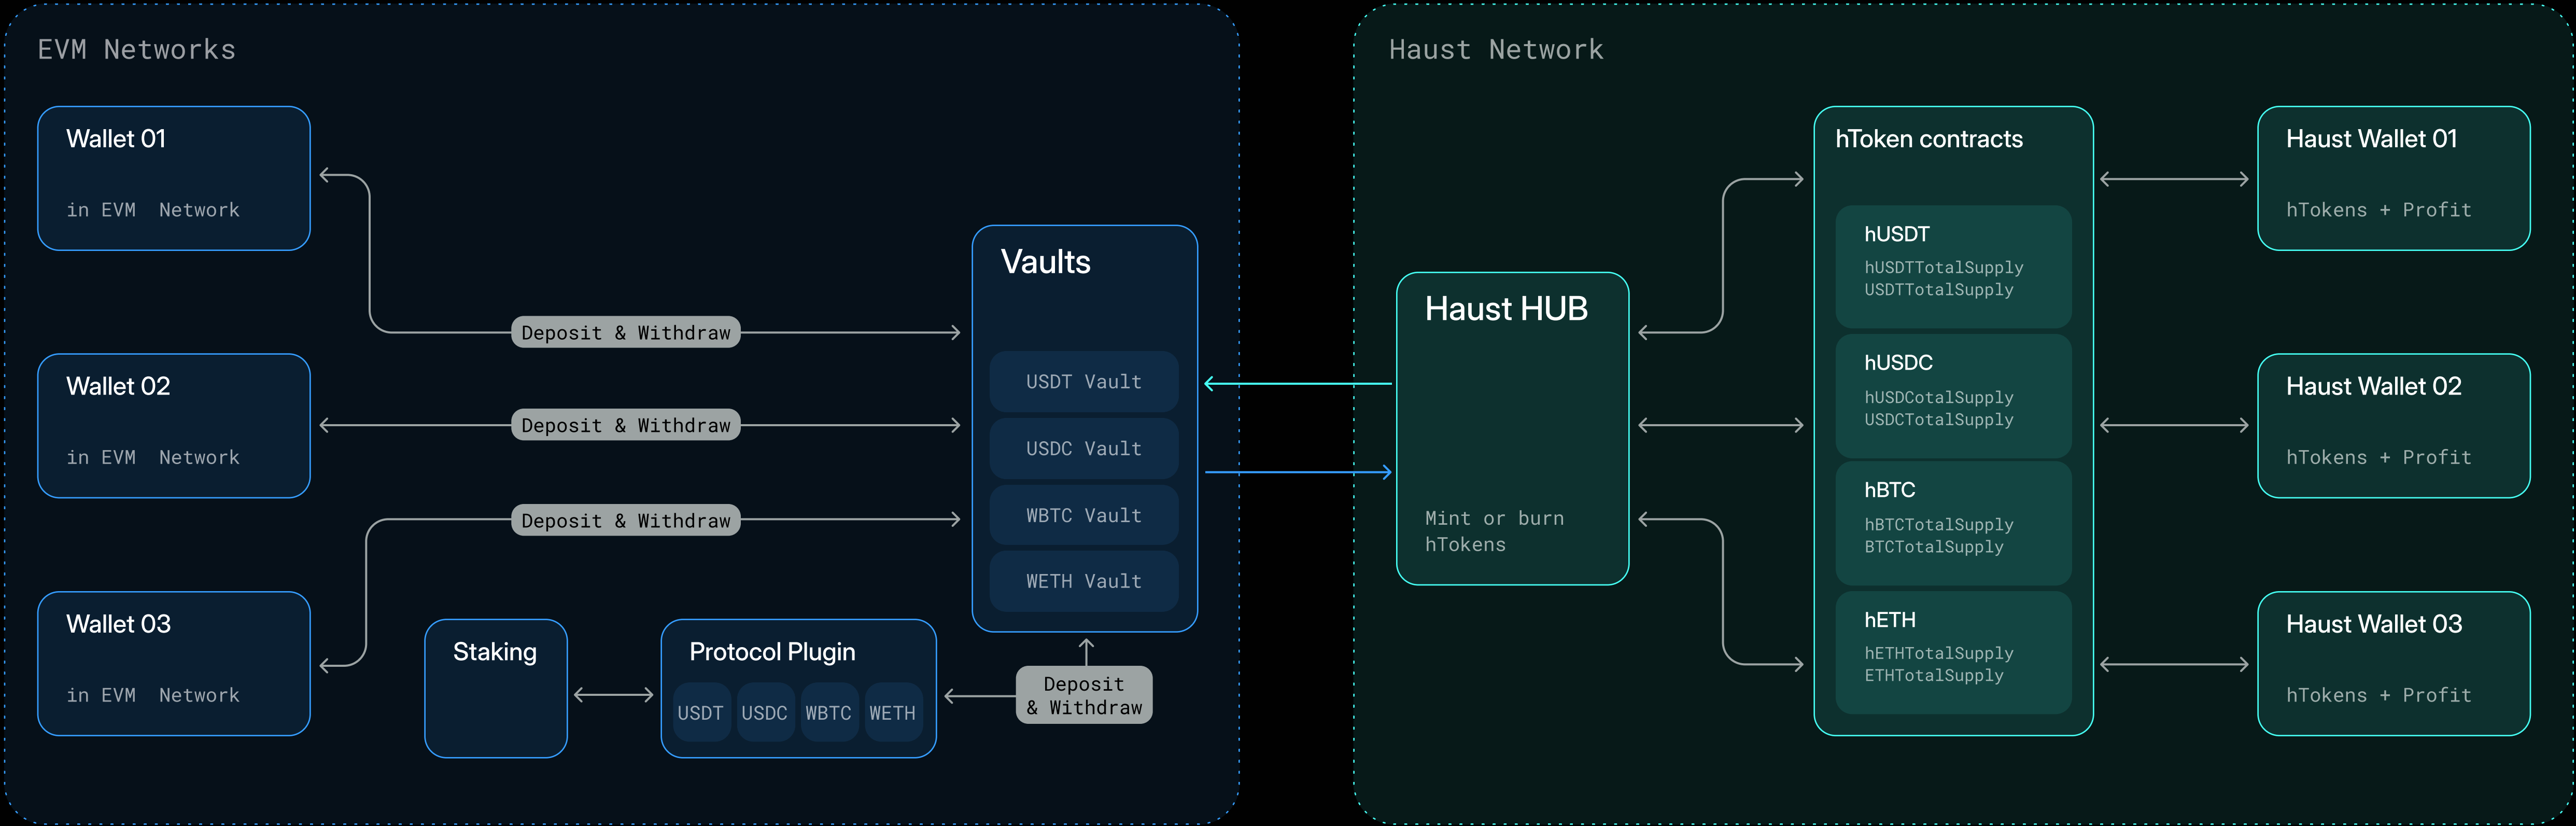 EVM Networks
Wallet 01
in EVM  Network
Wallet 02
in EVM  Network
Wallet 03
in EVM  Network
Deposit & Withdraw
Deposit & Withdraw
Deposit & Withdraw
Staking
Protocol Plugin
USDT
USDC
WBTC
WETH
Deposit
& Withdraw
Vaults
USDT Vault
USDC Vault
WBTC Vault
WETH Vault
Haust Network
Haust HUB
Mint or burn
hTokens
hToken contracts
hUSDT
hUSDTTotalSupply
USDTTotalSupply
hUSDC
hUSDCotalSupply
USDCTotalSupply
hBTC
hBTCTotalSupply
BTCTotalSupply
hETH
hETHTotalSupply
ETHTotalSupply
Haust Wallet 01
hTokens + Profit
Haust Wallet 02
hTokens + Profit
Haust Wallet 03
hTokens + Profit